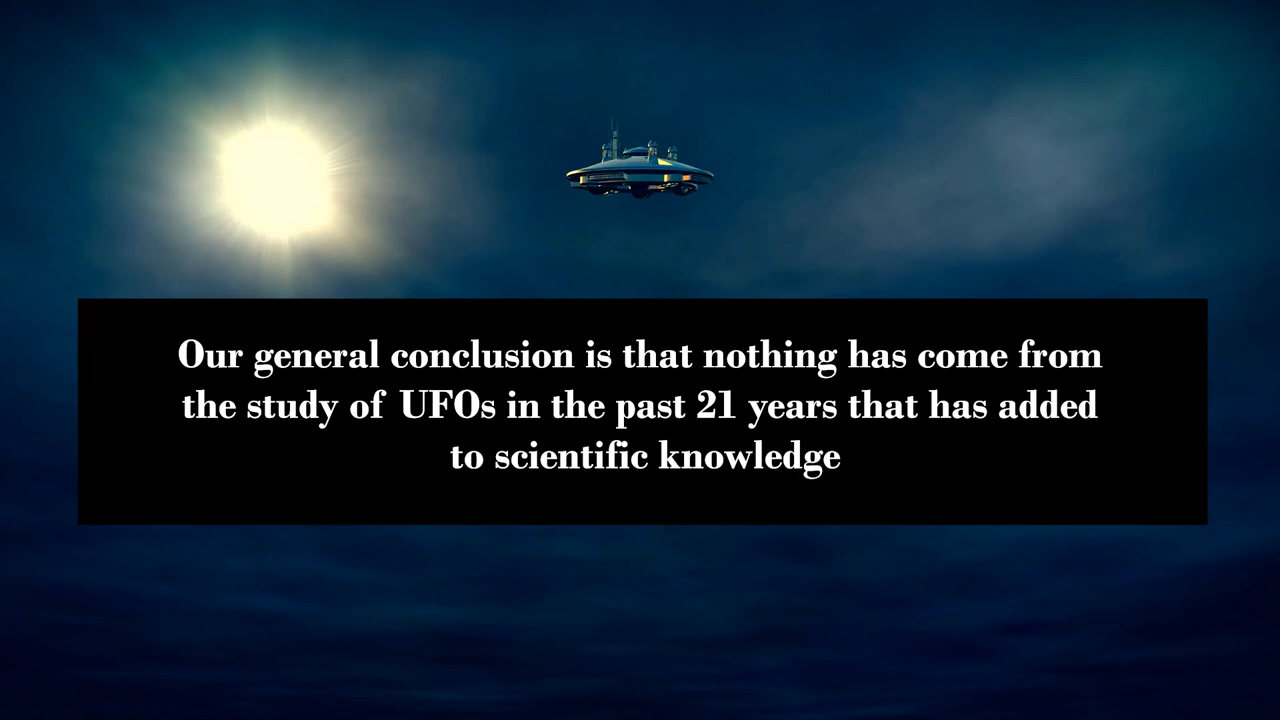 Our general conclusion is that nothing has come from
the study of UFOs in the past 21 years that has added
to scientific knowledge